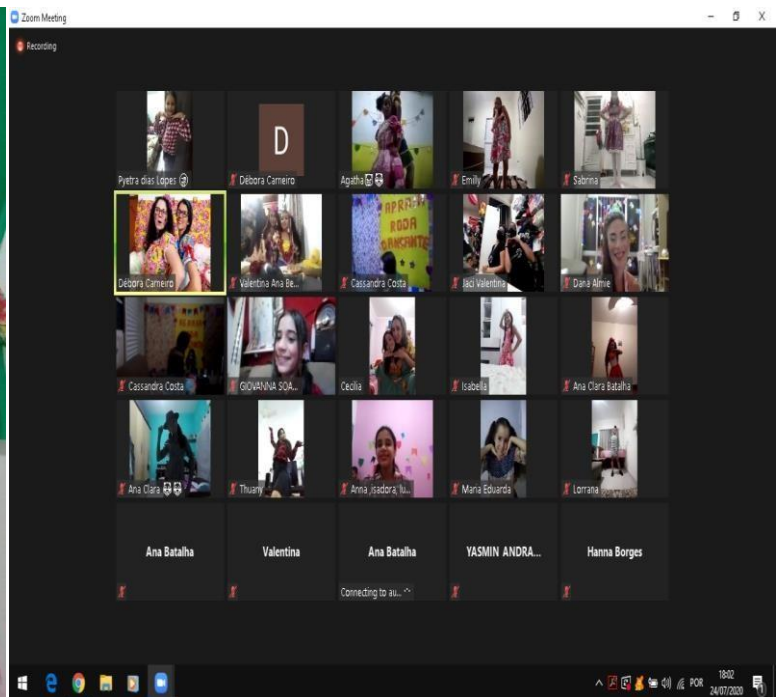 Zoom Meeting
Recording
Pyetra dias Lopes
D
Débora Carneiro
Agatha
Emilly
Sabrina
Débora Carneiro
Valentina Ana Be...
Cassandra Costa
APRA
RODA
DANSANTE
Jaci Valentina
Dana Almie
Cassandra Costa
GIOVANNA SOA...
Cecilia
Isabella
Ana Clara Batalha
Ana Clara
Thuany
Anna ,isadora, lu...
Maria Eduarda
Lorrana
Ana Batalha
Valentina
Ana Batalha
YASMIN ANDRA...
Hanna Borges
Connecting to au...
POR
18:02
24/07/2020